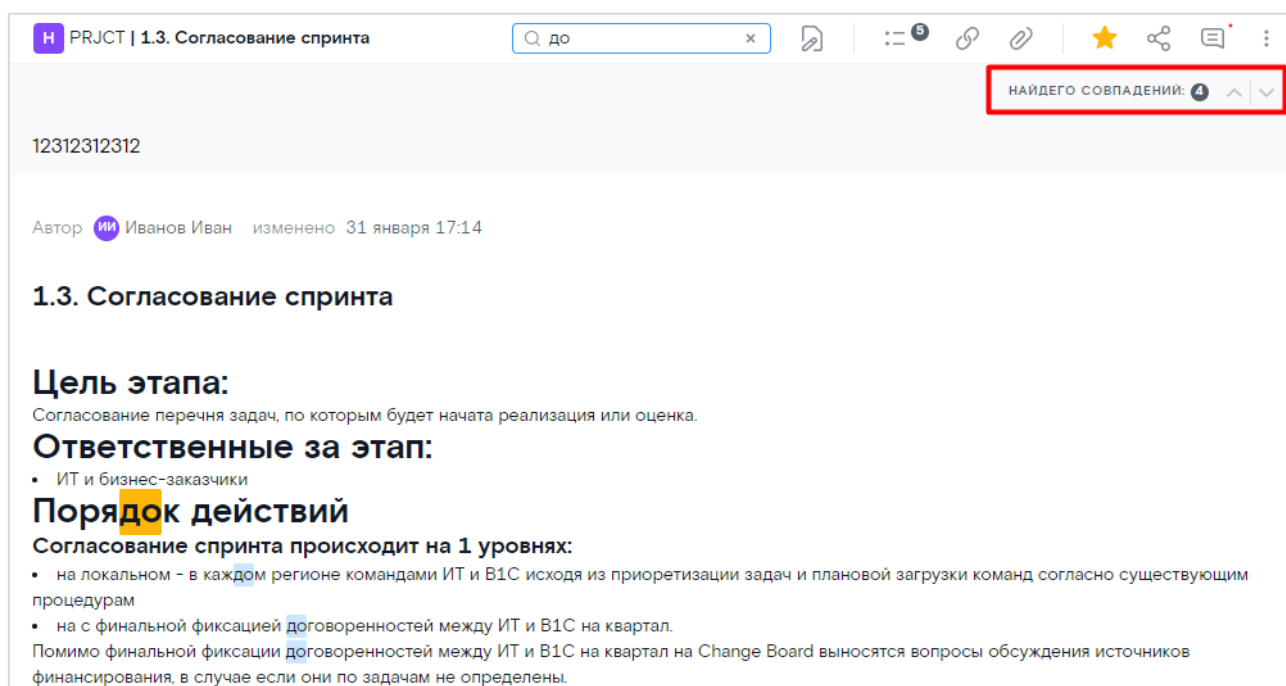 Н PRJCT | 1.3. Согласование спринта до × 5
НАЙДЕГО СОВПАДЕНИЙ: 4
12312312312
Автор ИИ Иванов Иван изменено 31 января 17:14
1.3. Согласование спринта
Цель этапа:
Согласование перечня задач, по которым будет начата реализация или оценка.
Ответственные за этап:
• ИТ и бизнес-заказчики
Порядок действий
Согласование спринта происходит на 1 уровнях:
• на локальном - в каждом регионе командами ИТ и В1С исходя из приоретизации задач и плановой загрузки команд согласно существующим
процедурам
• на с финальной фиксацией договоренностей между ИТ и В1С на квартал.
Помимо финальной фиксации договоренностей между ИТ и В1С на квартал на Change Board выносятся вопросы обсуждения источников
финансирования, в случае если они по задачам не определены.